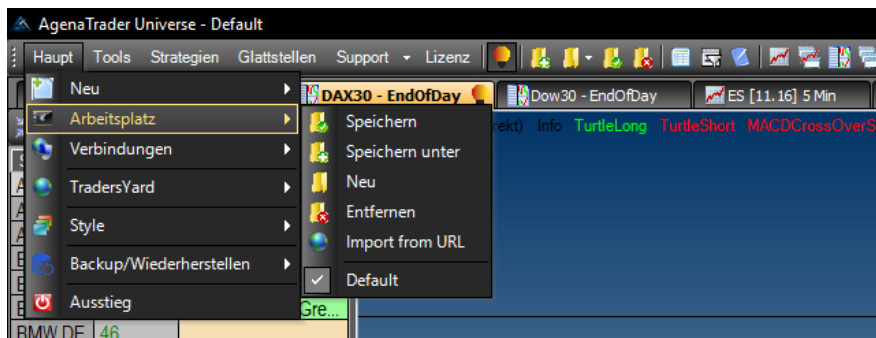 AgenaTrader Universe - Default
Haupt Tools Strategien Glattstellen Support Lizenz
DAX30 - EndOfDay Dow30 - EndOfDay ES [11.16] 5 Min
Neu
Arbeitsplatz
Verbindungen
TradersYard
Style
Backup/Wiederherstellen
Ausstieg
Speichern
Speichern unter
Neu
Entfernen
Import from URL
Default
Info TurtleLong TurtleShort MACDCrossOverS
Gre...
BMW.DE 46